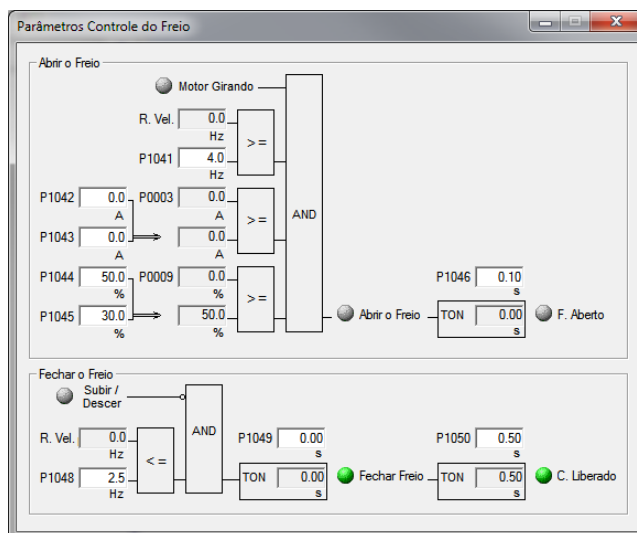 Parâmetros Controle do Freio
Abrir o Freio
Motor Girando
R. Vel. 0.0
Hz
>=
P1041 4.0
Hz
P1042 0.0 P0003 0.0
A A
>= AND
P1043 0.0 0.0
A A
P1044 50.0 P0009 0.0 P1046 0.10
% % s
>=
P1045 30.0 50.0 Abrir o Freio TON 0.00 F. Aberto
% % s
Fechar o Freio
Subir /
Descer
AND
R. Vel. 0.0 P1049 0.00 P1050 0.50
Hz s s
<=
P1048 2.5 TON 0.00 Fechar Freio TON 0.50 C. Liberado
Hz s s